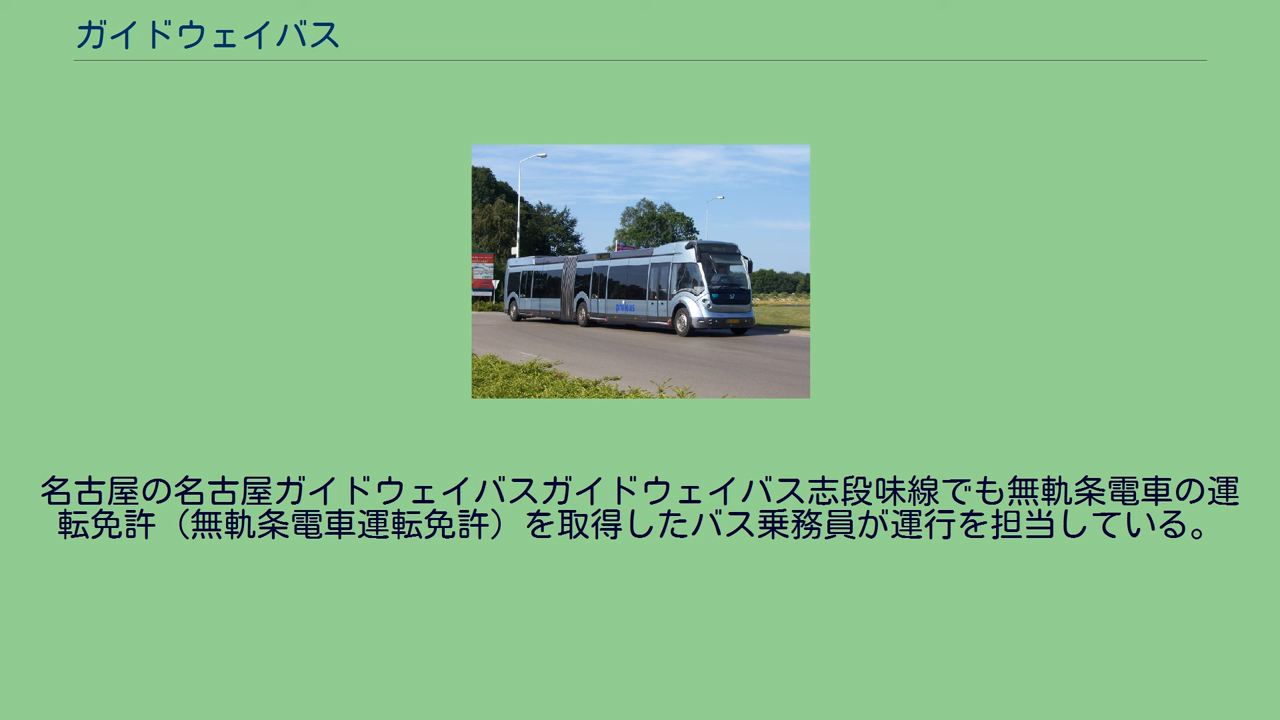 ガイドウェイバス
名古屋の名古屋ガイドウェイバスガイドウェイバス志段味線でも無軌条電車の運
転免許（無軌条電車運転免許）を取得したバス乗務員が運行を担当している。